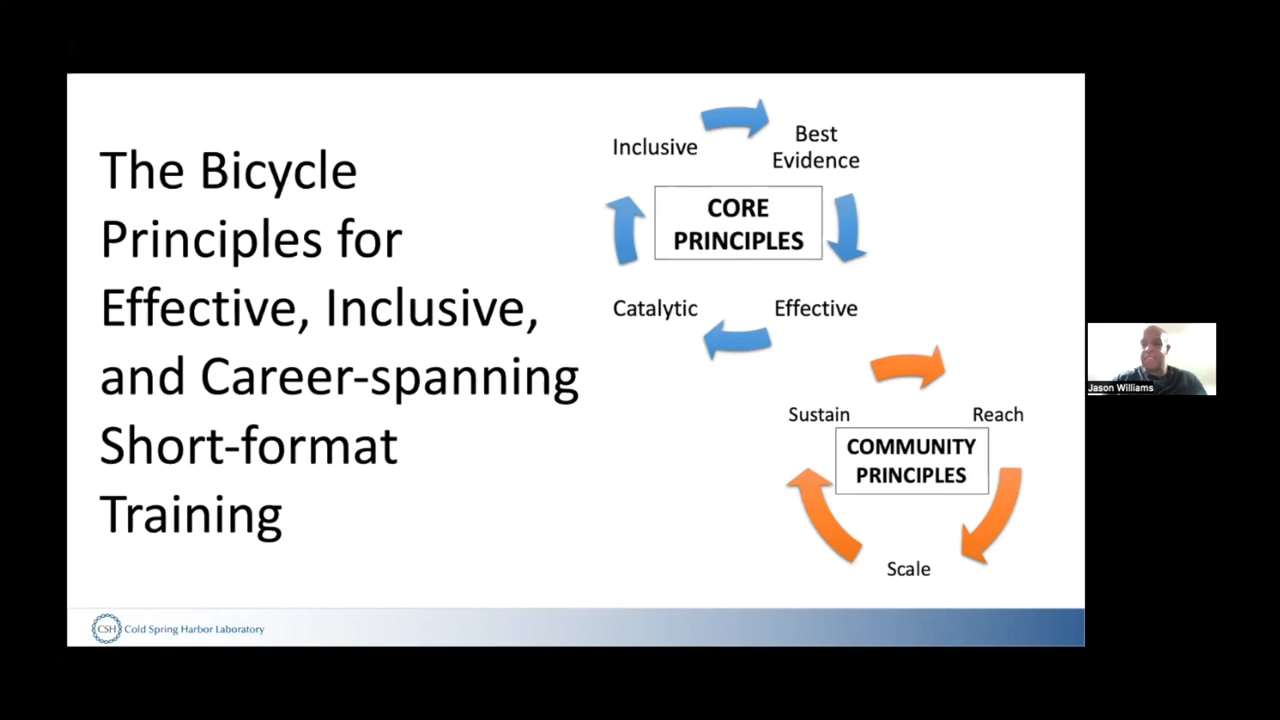 The Bicycle
Principles for
Effective, Inclusive,
and Career-spanning
Short-format
Training
Inclusive
Best
Evidence
CORE
PRINCIPLES
Catalytic
Effective
Sustain
Reach
COMMUNITY
PRINCIPLES
Scale
CSH Cold Spring Harbor Laboratory
Jason Williams